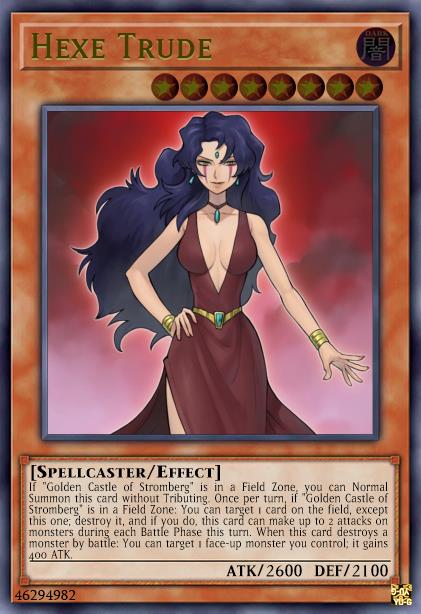 Hexe Trude
DARK
闇
[Spellcaster/Effect]
If "Golden Castle of Stromberg" is in a Field Zone, you can Normal
Summon this card without Tributing. Once per turn, if "Golden Castle of
Stromberg" is in a Field Zone: You can target 1 card on the field, except
this one; destroy it, and if you do, this card can make up to 2 attacks on
monsters during each Battle Phase this turn. When this card destroys a
monster by battle: You can target 1 face-up monster you control; it gains
400 ATK.
ATK/2600 DEF/2100
46294982